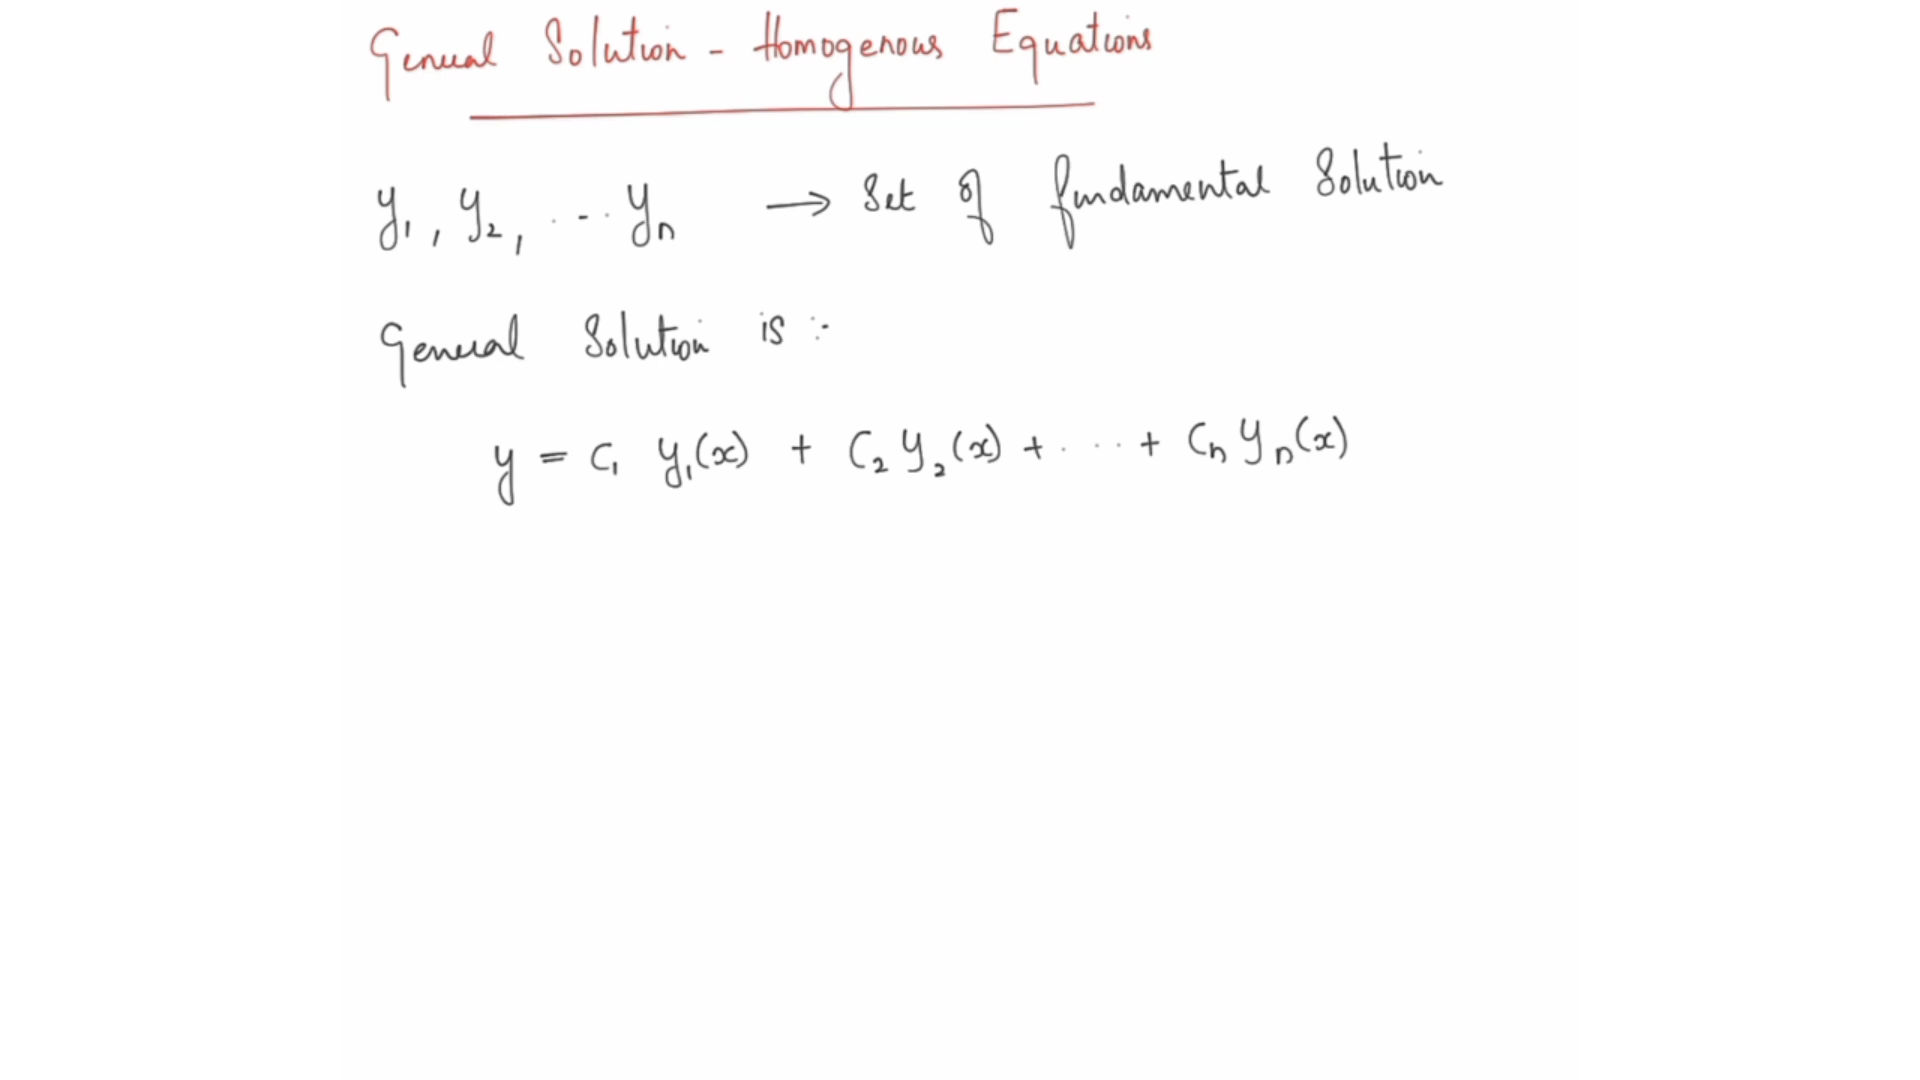 General Solution - Homogenous Equations
y₁, y₂, ... yₙ → Set of fundamental Solution
General Solution is :-
y = c₁ y₁(x) + c₂ y₂(x) + ... + cₙ yₙ(x)